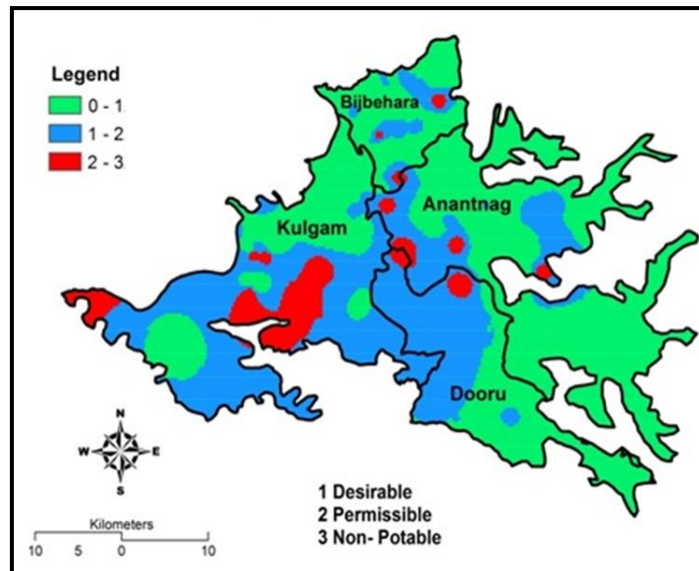 Legend
0 - 1
1 - 2
2 - 3
Bijbehara
Anantnag
Kulgam
Dooru
N
W E
S
1 Desirable
2 Permissible
3 Non- Potable
Kilometers
10 5 0 10